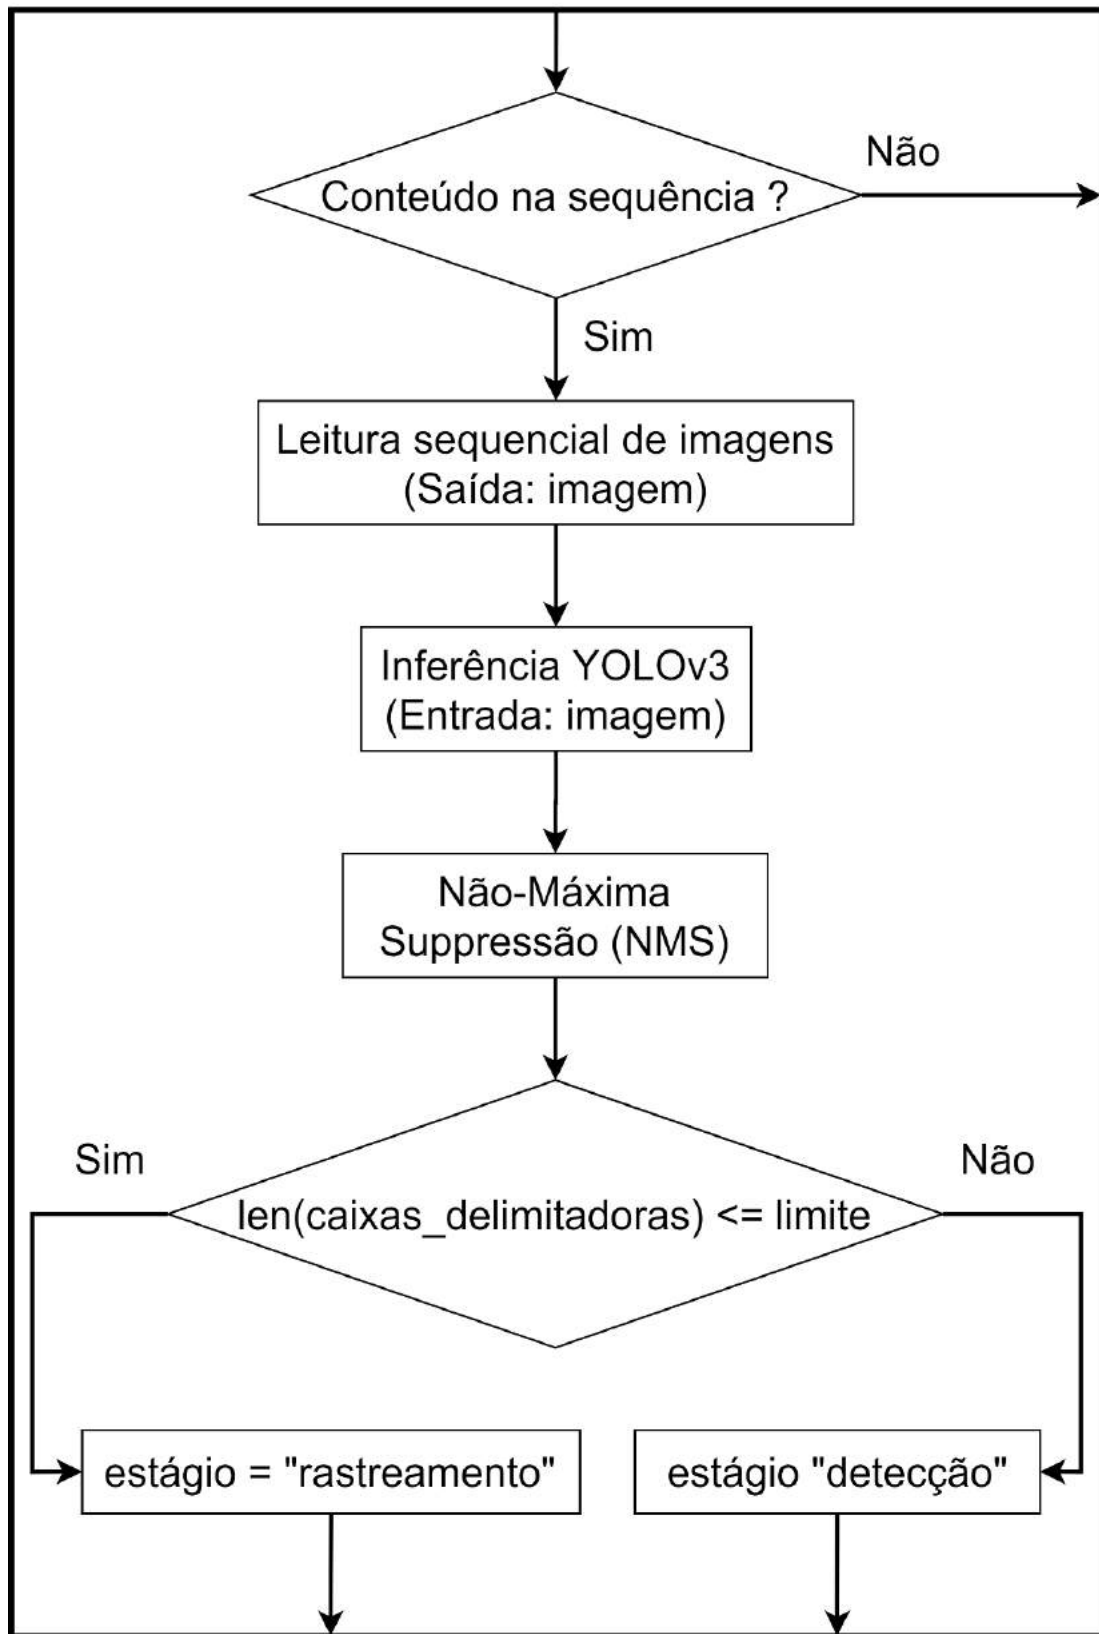 Não
Conteúdo na sequência ?
Sim
Leitura sequencial de imagens
(Saída: imagem)
Inferência YOLOv3
(Entrada: imagem)
Não-Máxima
Suppressão (NMS)
Sim
Não
len(caixas_delimitadoras) <= limite
estágio = "rastreamento"
estágio "detecção"